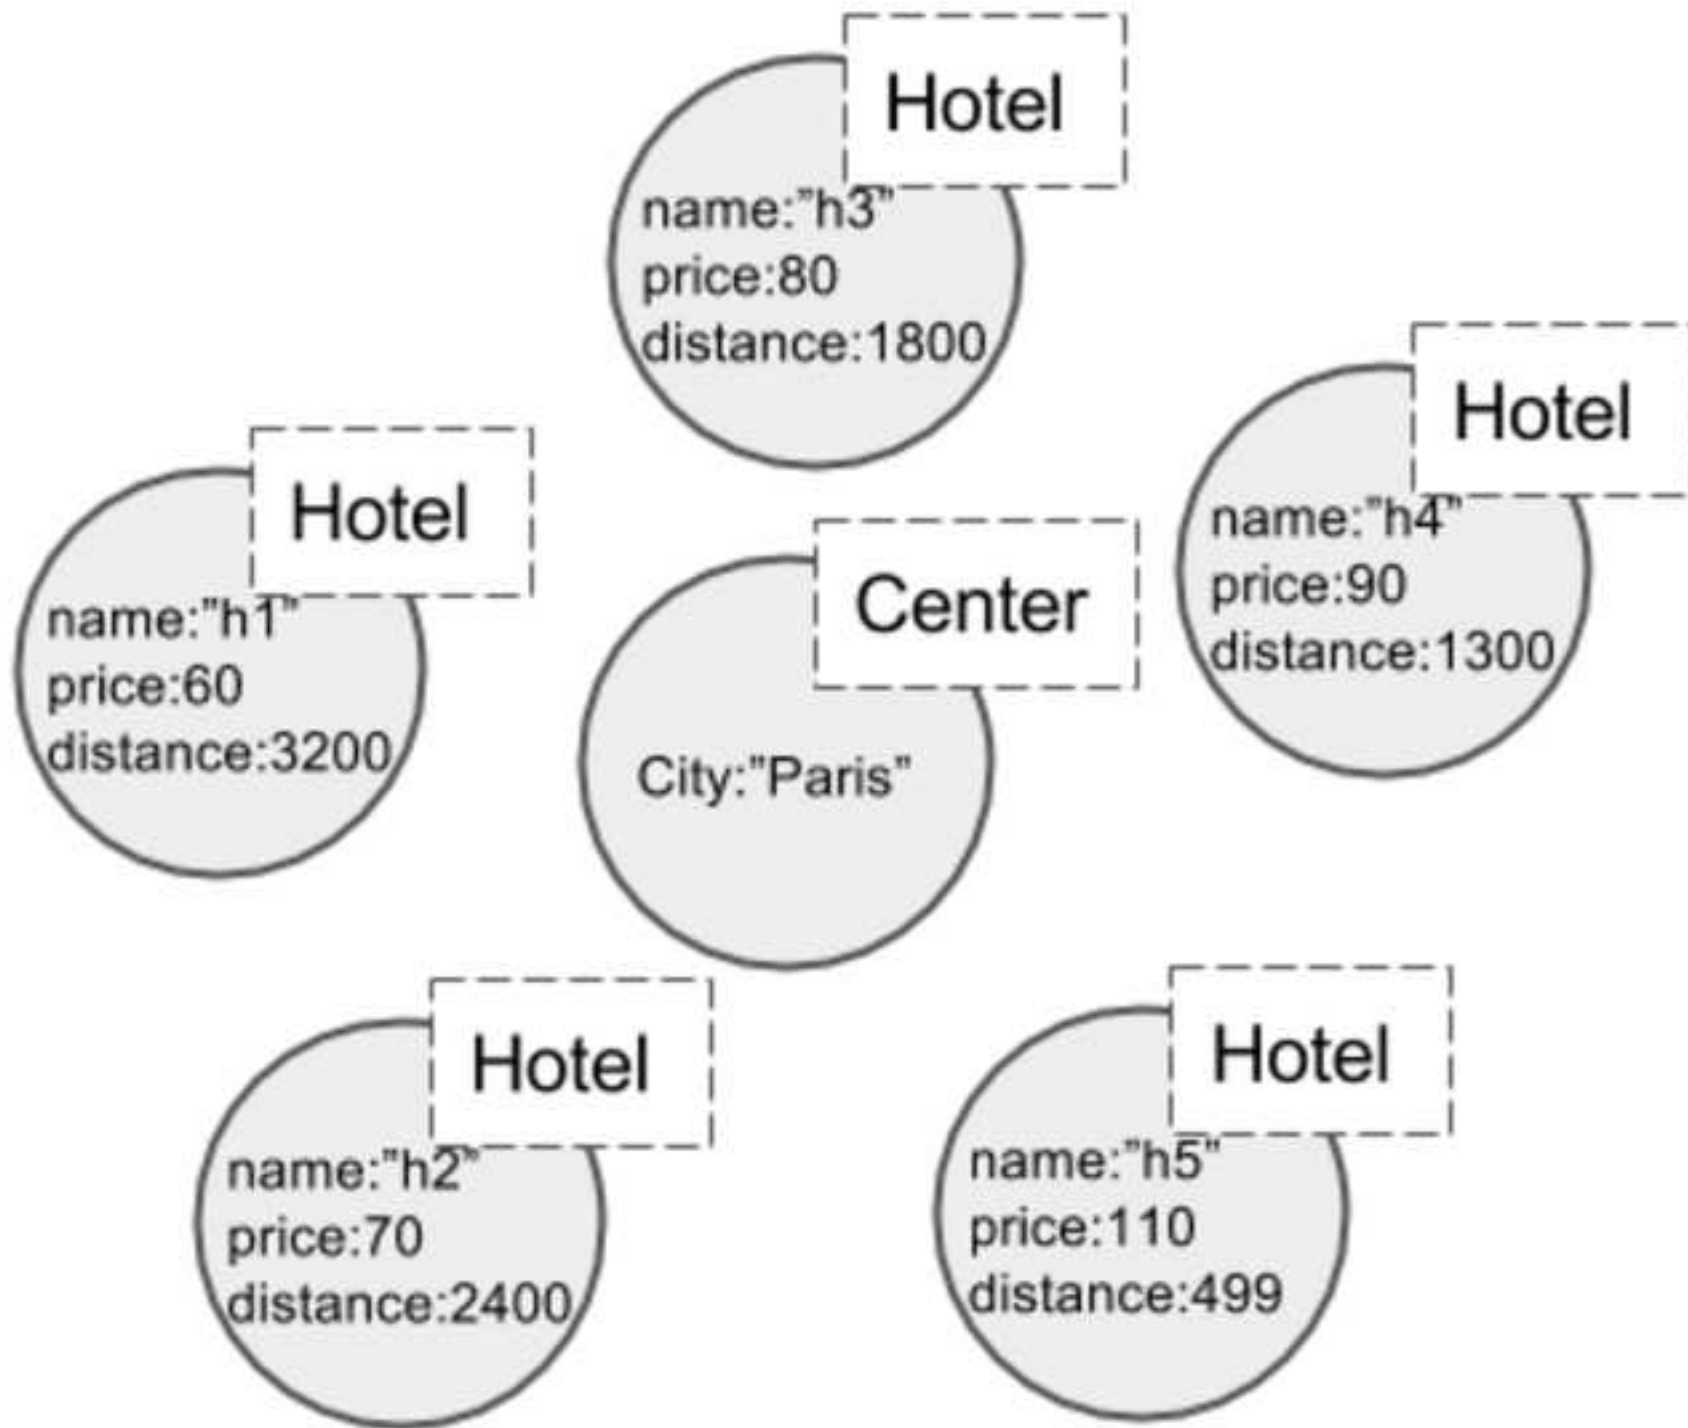 Hotel
name:”h3”
price:80
distance:1800
Hotel
name:”h4”
price:90
distance:1300
Hotel
name:”h1”
price:60
distance:3200
Center
City:”Paris”
Hotel
name:”h2”
price:70
distance:2400
Hotel
name:”h5”
price:110
distance:499